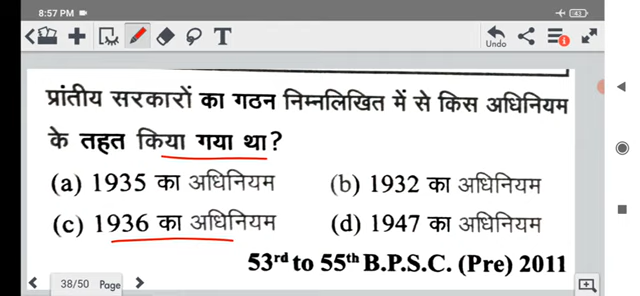 8:57 PM
43
T
Undo
प्रांतीय सरकारों का गठन निम्नलिखित में से किस अधिनियम
के तहत किया गया था?
(a) 1935 का अधिनियम (b) 1932 का अधिनियम
(c) 1936 का अधिनियम (d) 1947 का अधिनियम
53rd to 55th B.P.S.C. (Pre) 2011
38/50 Page